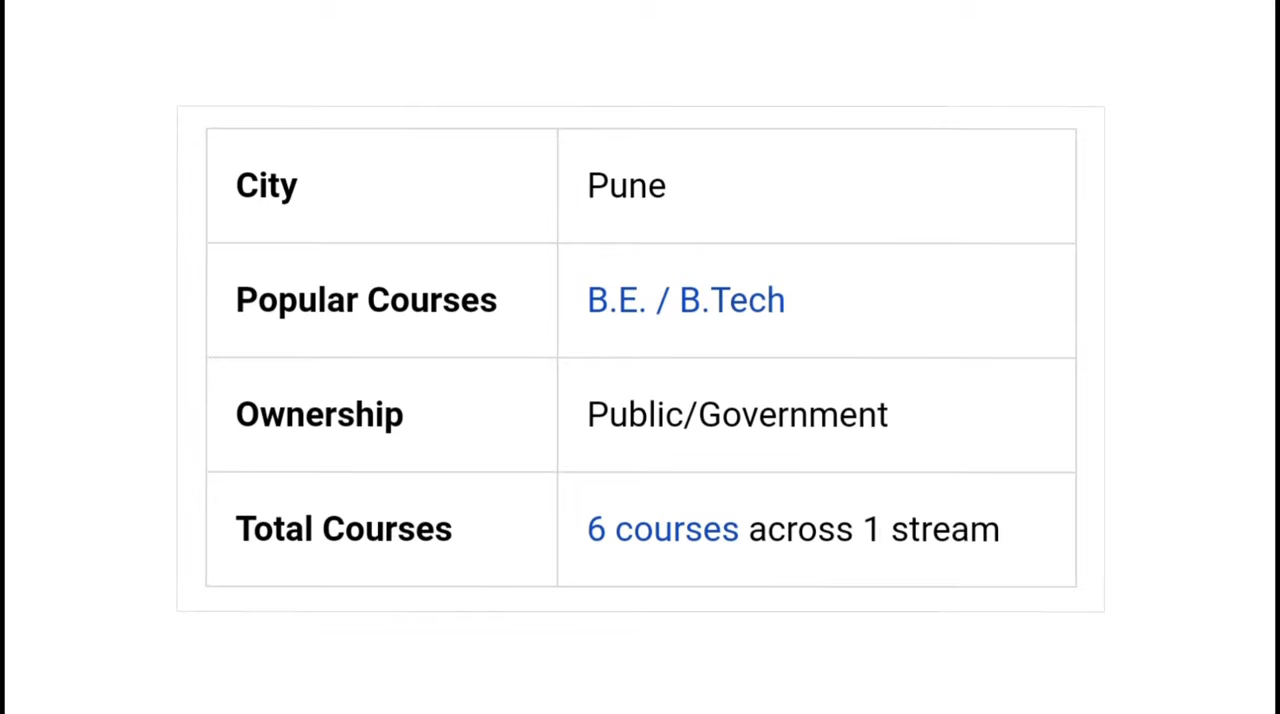 City Pune
Popular Courses B.E. / B.Tech
Ownership Public/Government
Total Courses 6 courses across 1 stream